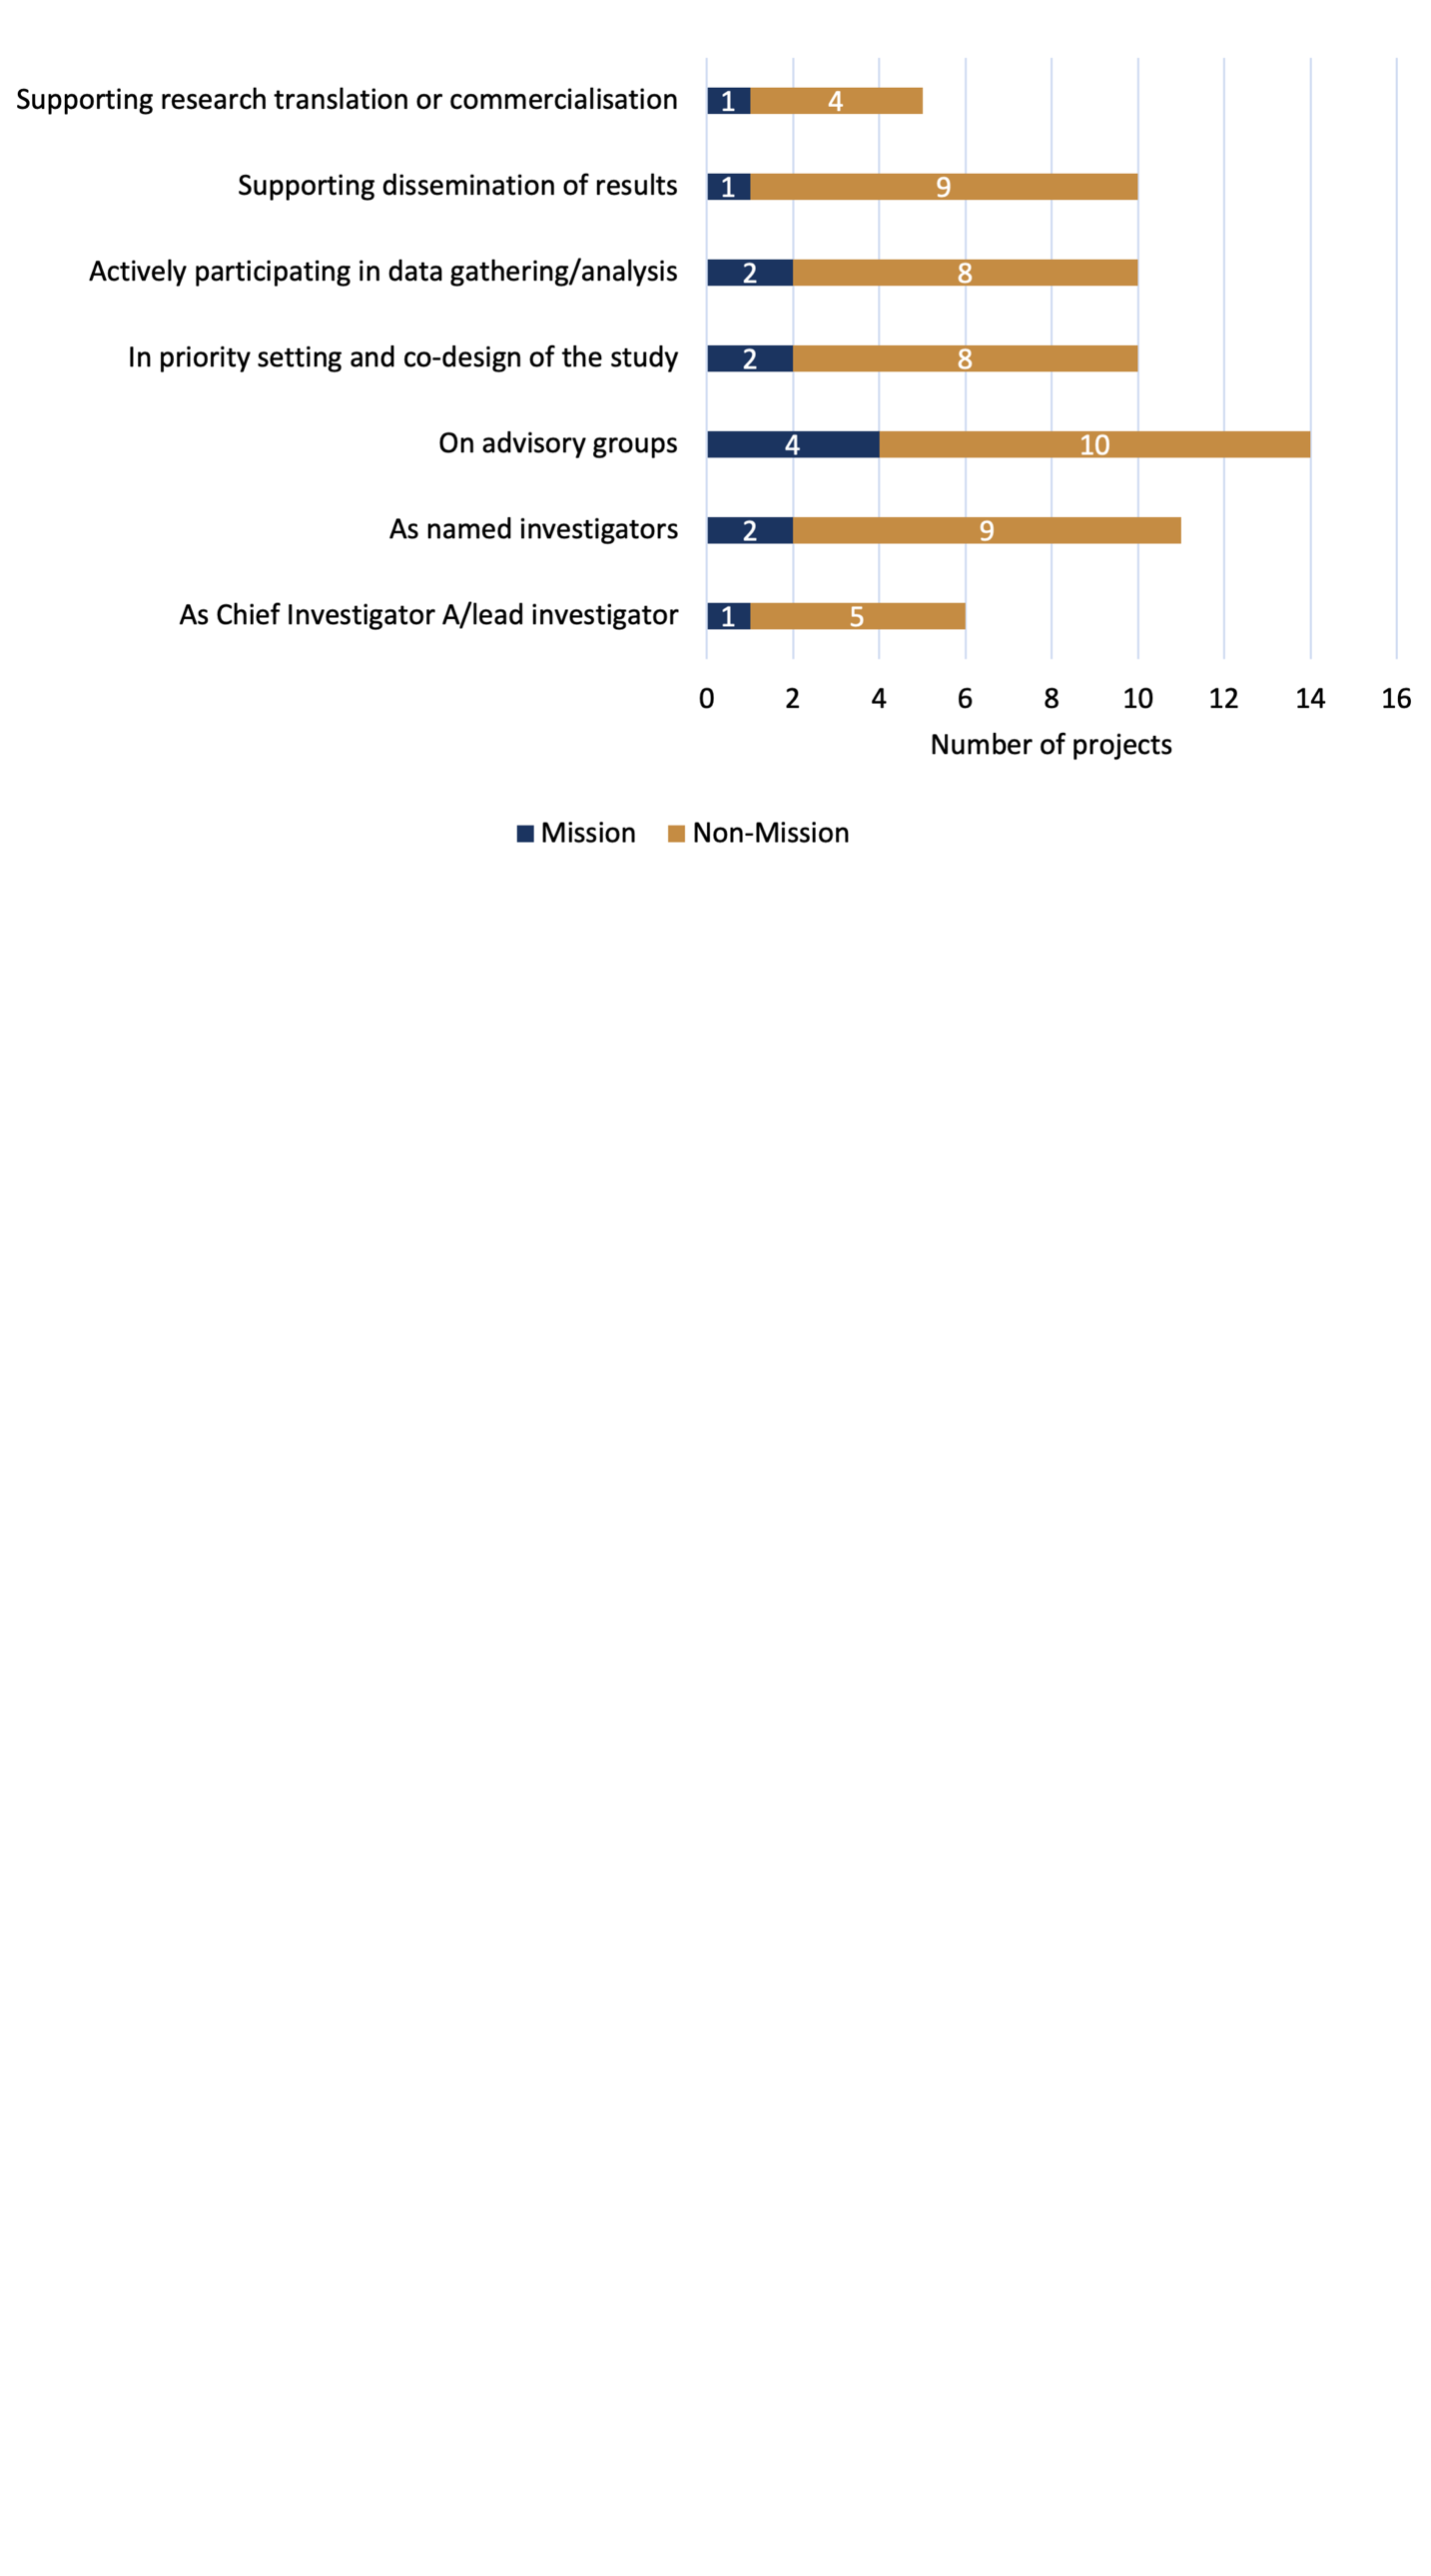 Supporting research translation or commercialisation 1 4
Supporting dissemination of results 1 9
Actively participating in data gathering/analysis 2 8
In priority setting and co-design of the study 2 8
On advisory groups 4 10
As named investigators 2 9
As Chief Investigator A/lead investigator 1 5
0 2 4 6 8 10 12 14 16
Number of projects
Mission Non-Mission